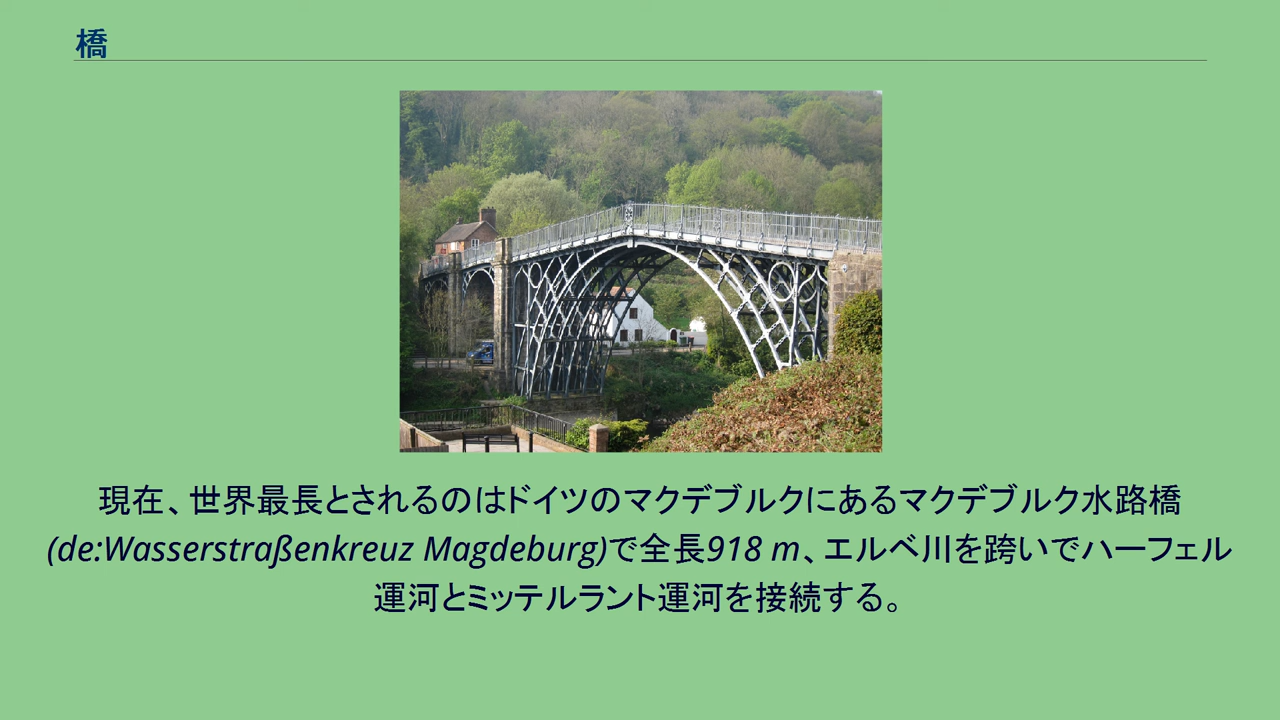 橋
現在、世界最長とされるのはドイツのマクデブルクにあるマクデブルク水路橋
(de:Wasserstraßenkreuz Magdeburg)で全長918 m、エルベ川を跨いでハーフェル
運河とミッテルラント運河を接続する。